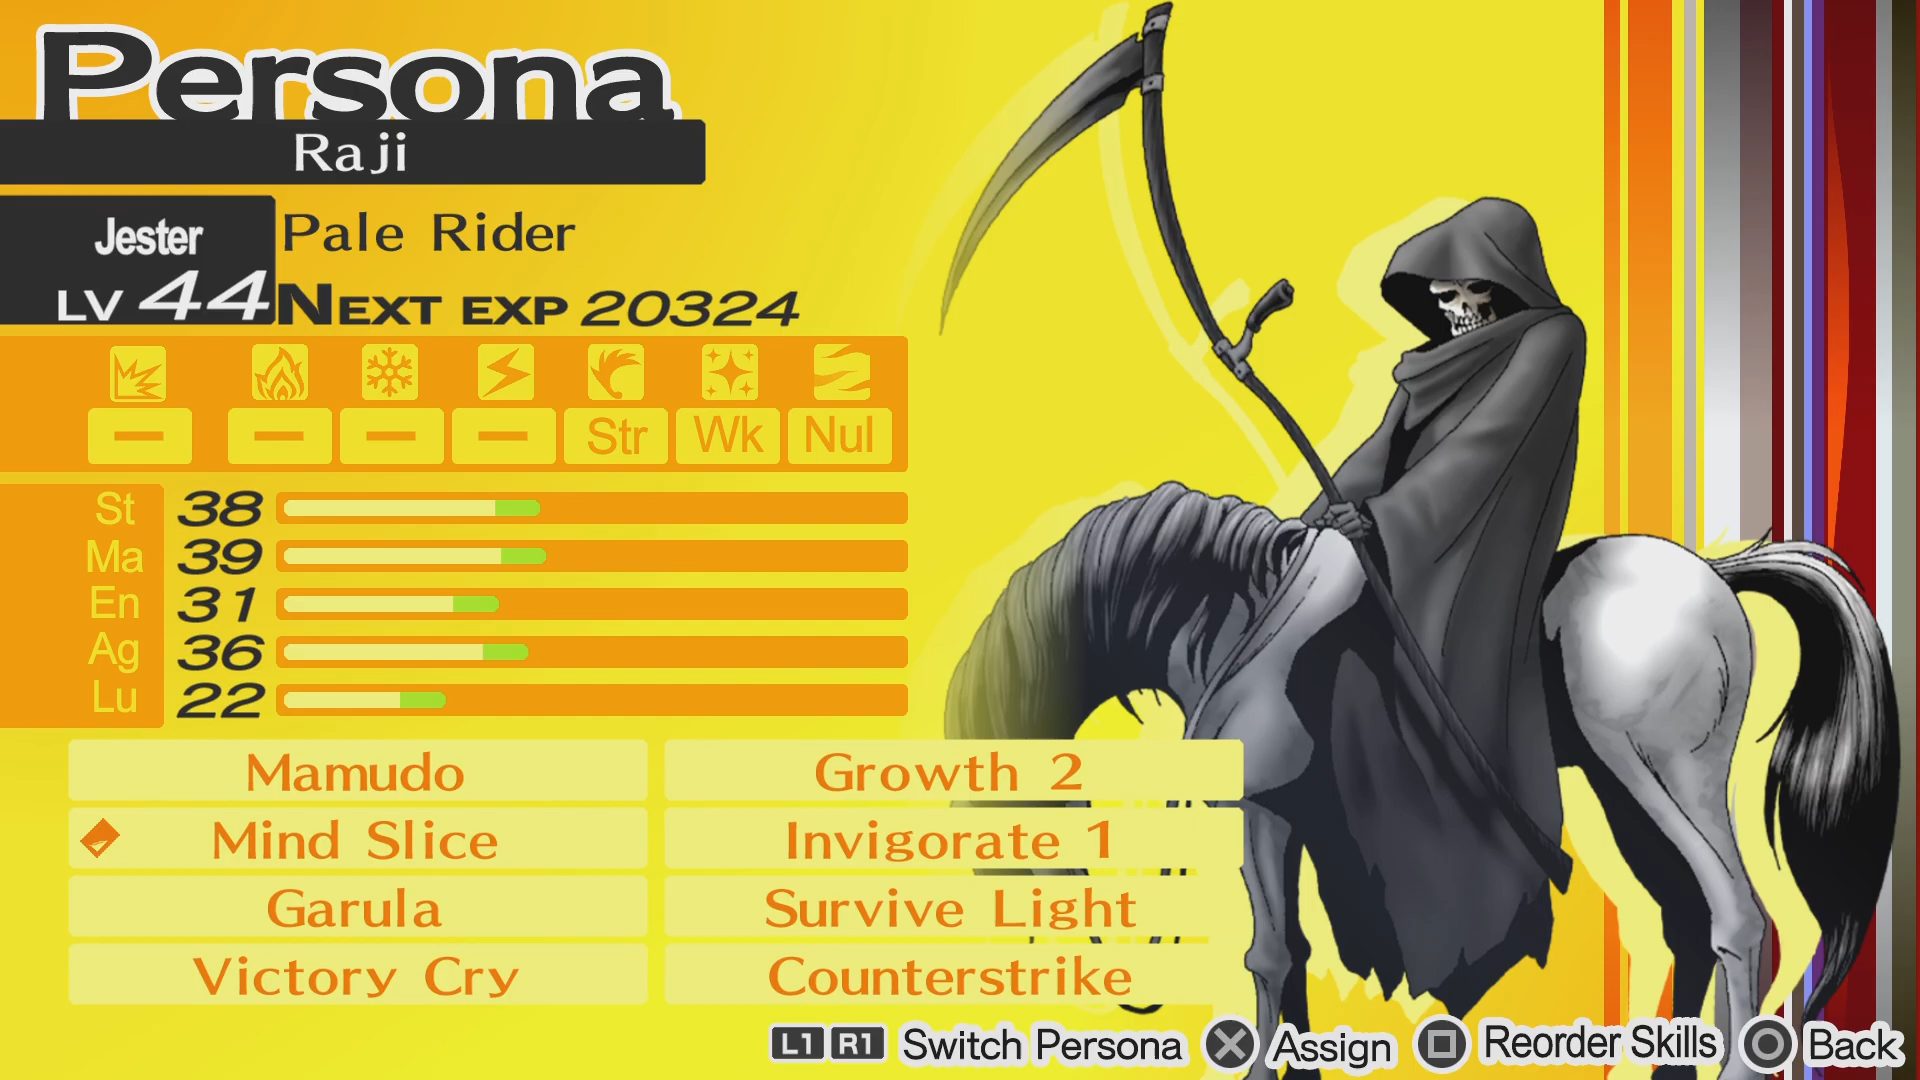 Persona
Raji
Jester Pale Rider
LV 44 NEXT EXP 20324
— — — — Str Wk Nul
St 38
Ma 39
En 31
Ag 36
Lu 22
Mamudo Growth 2
Mind Slice Invigorate 1
Garula Survive Light
Victory Cry Counterstrike
L1 R1 Switch Persona Assign Reorder Skills Back